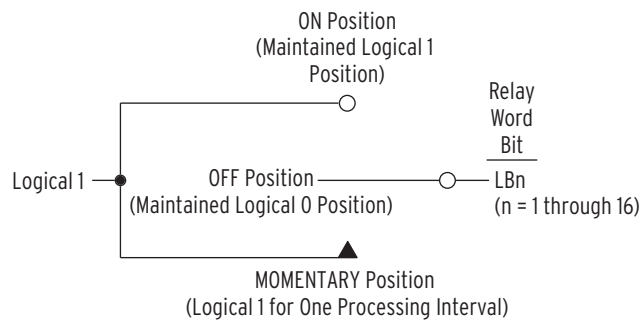 ON Position
(Maintained Logical 1
Position)
Relay
Word
Bit
Logical 1
OFF Position
(Maintained Logical 0 Position)
LBn
(n = 1 through 16)
MOMENTARY Position
(Logical 1 for One Processing Interval)